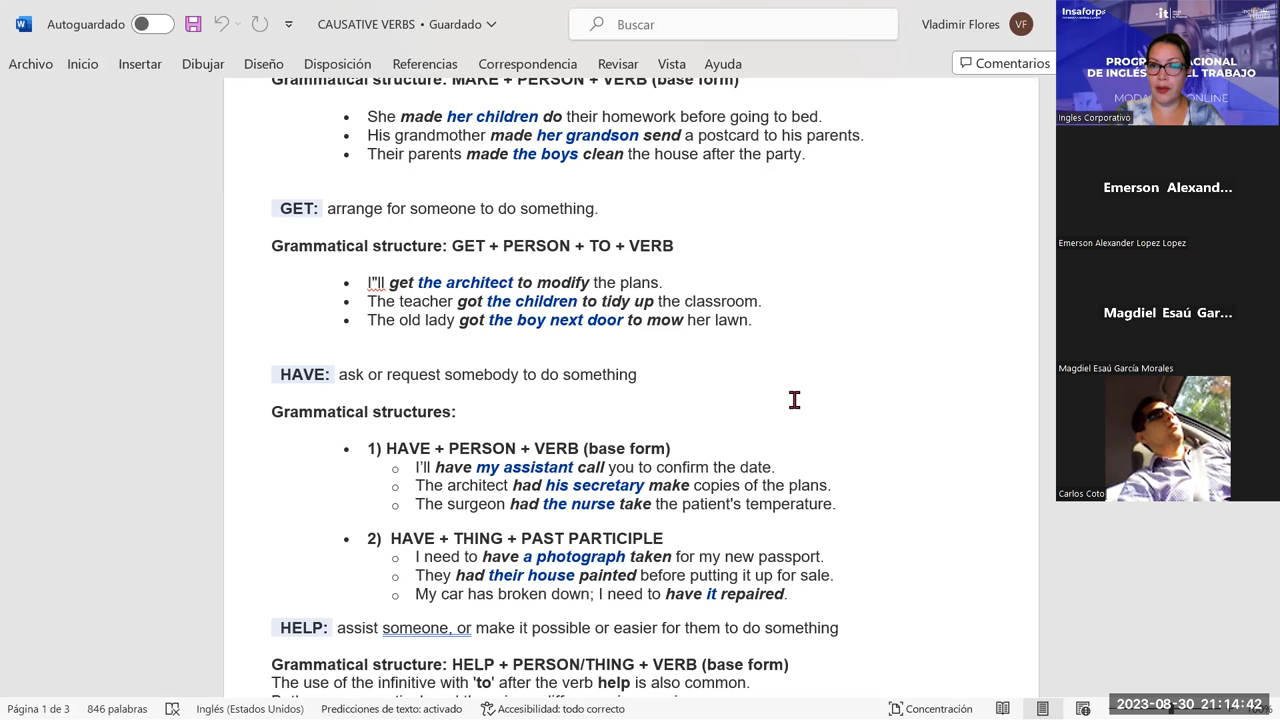 Autoguardado
CAUSATIVE VERBS • Guardado
Buscar
Vladimir Flores
VF
Archivo Inicio Insertar Dibujar Diseño Disposición Referencias Correspondencia Revisar Vista Ayuda
Comentarios
Grammatical structure: MAKE + PERSON + VERB (base form)
• She made her children do their homework before going to bed.
• His grandmother made her grandson send a postcard to his parents.
• Their parents made the boys clean the house after the party.
GET: arrange for someone to do something.
Grammatical structure: GET + PERSON + TO + VERB
• I"ll get the architect to modify the plans.
• The teacher got the children to tidy up the classroom.
• The old lady got the boy next door to mow her lawn.
HAVE: ask or request somebody to do something
Grammatical structures:
• 1) HAVE + PERSON + VERB (base form)
o I'll have my assistant call you to confirm the date.
o The architect had his secretary make copies of the plans.
o The surgeon had the nurse take the patient's temperature.
• 2) HAVE + THING + PAST PARTICIPLE
o I need to have a photograph taken for my new passport.
o They had their house painted before putting it up for sale.
o My car has broken down; I need to have it repaired.
HELP: assist someone, or make it possible or easier for them to do something
Grammatical structure: HELP + PERSON/THING + VERB (base form)
The use of the infinitive with 'to' after the verb help is also common.
Página 1 de 3 846 palabras Inglés (Estados Unidos) Predicciones de texto: activado Accesibilidad: todo correcto Concentración
Insaforp
PROGR ACIONAL
DE INGLÉS EL TRABAJO
MODA ONLINE
Ingles Corporativo
Emerson Alexand...
Emerson Alexander Lopez Lopez
Magdiel Esaú Gar...
Magdiel Esaú García Morales
Carlos Coto
2023-08-30 21:14:42